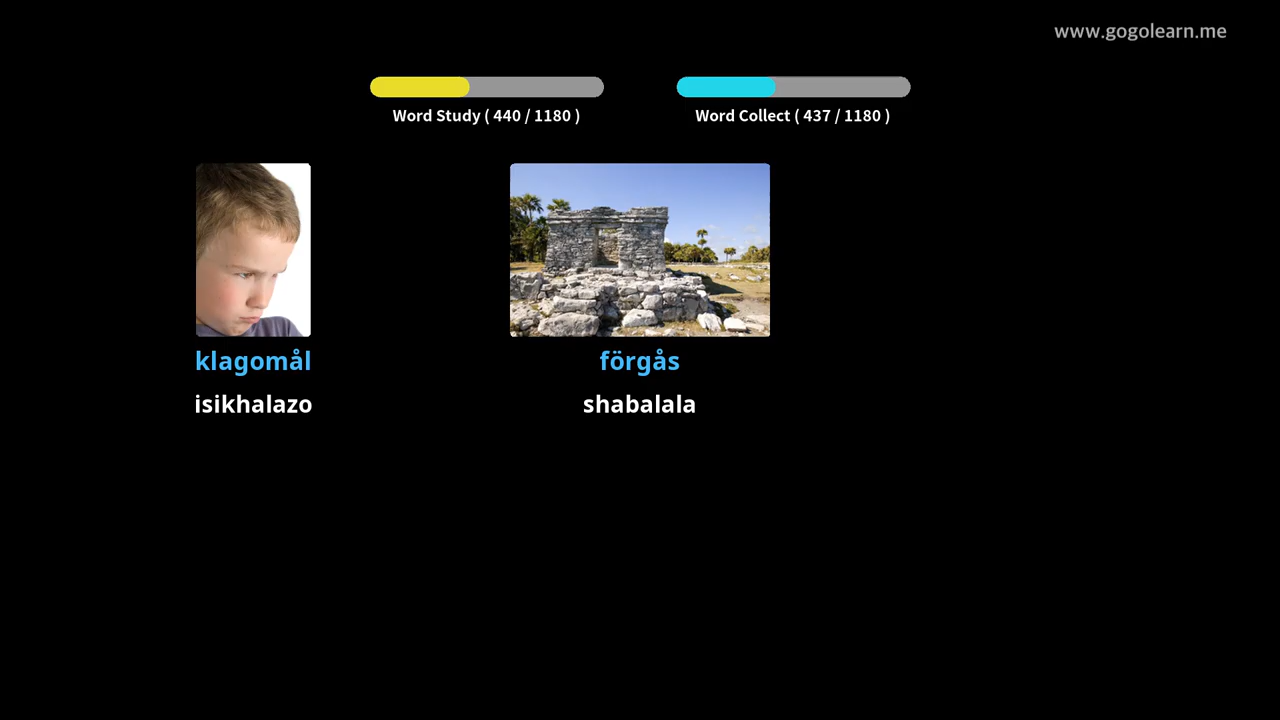 www.gogolearn.me
Word Study ( 440 / 1180 )
Word Collect ( 437 / 1180 )
klagomål
förgås
isikhalazo
shabalala